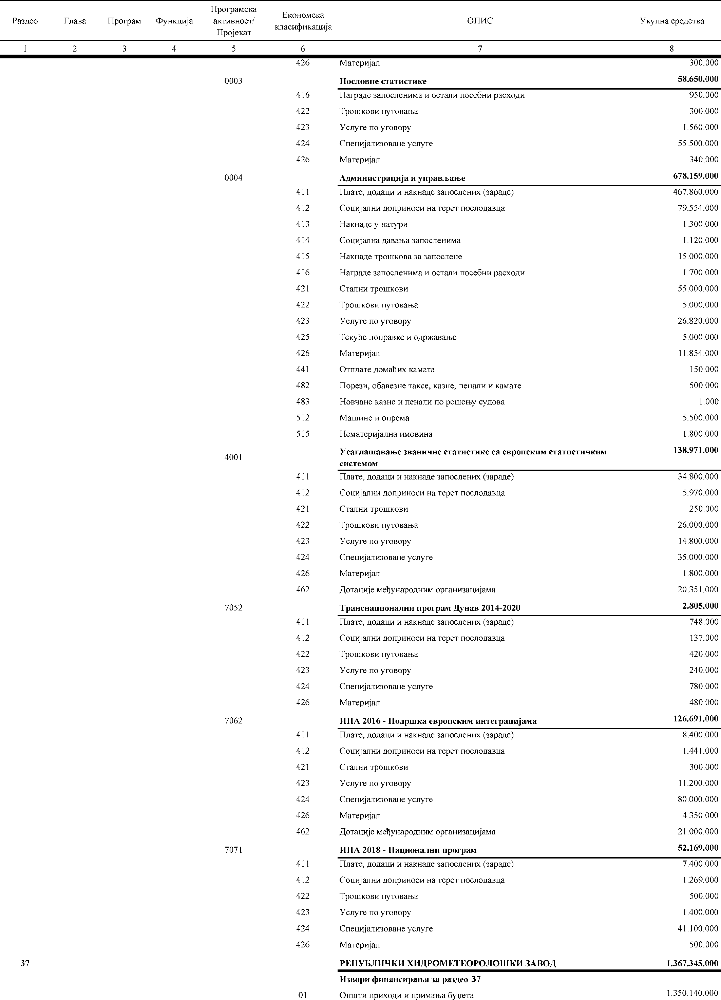 Раздео Глава Програм Функција Програмска активност/ Пројекат Економска класификација ОПИС Укупна средства
1 2 3 4 5 6 7 8
426 Материјал 300.000
0003 Пословне статистике 58.650.000
416 Награде запосленима и остали посебни расходи 950.000
422 Трошкови путовања 300.000
423 Услуге по уговору 1.560.000
424 Специјализоване услуге 55.500.000
426 Материјал 340.000
0004 Администрација и управљање 678.159.000
411 Плате, додаци и накнаде запослених (зараде) 467.860.000
412 Социјални доприноси на терет послодавца 79.554.000
413 Накнаде у натури 1.300.000
414 Социјална давања запосленима 1.120.000
415 Накнаде трошкова за запослене 15.000.000
416 Награде запосленима и остали посебни расходи 1.700.000
421 Стални трошкови 55.000.000
422 Трошкови путовања 5.000.000
423 Услуге по уговору 26.820.000
425 Текуће поправке и одржавање 5.000.000
426 Материјал 11.854.000
441 Отплате домаћих камата 150.000
482 Порези, обавезне таксе, казне, пенали и камате 500.000
483 Новчане казне и пенали по решењу судова 1.000
512 Машине и опрема 5.500.000
515 Нематеријална имовина 1.800.000
4001 Усаглашавање званичне статистике са европским статистичким 138.971.000
системом
411 Плате, додаци и накнаде запослених (зараде) 34.800.000
412 Социјални доприноси на терет послодавца 5.970.000
421 Стални трошкови 250.000
422 Трошкови путовања 26.000.000
423 Услуге по уговору 14.800.000
424 Специјализоване услуге 35.000.000
426 Материјал 1.800.000
462 Дотације међународним организацијама 20.351.000
7052 Транснационални програм Дунав 2014-2020 2.805.000
411 Плате, додаци и накнаде запослених (зараде) 748.000
412 Социјални доприноси на терет послодавца 137.000
422 Трошкови путовања 420.000
423 Услуге по уговору 240.000
424 Специјализоване услуге 780.000
426 Материјал 480.000
7062 ИПА 2016 - Подршка европским интеграцијама 126.691.000
411 Плате, додаци и накнаде запослених (зараде) 8.400.000
412 Социјални доприноси на терет послодавца 1.441.000
421 Стални трошкови 300.000
423 Услуге по уговору 11.200.000
424 Специјализоване услуге 80.000.000
426 Материјал 4.350.000
462 Дотације међународним организацијама 21.000.000
7071 ИПА 2018 - Национални програм 52.169.000
411 Плате, додаци и накнаде запослених (зараде) 7.400.000
412 Социјални доприноси на терет послодавца 1.269.000
422 Трошкови путовања 500.000
423 Услуге по уговору 1.400.000
424 Специјализоване услуге 41.100.000
426 Материјал 500.000
37 РЕПУБЛИЧКИ ХИДРОМЕТЕОРОЛОШКИ ЗАВОД 1.367.345.000
Извори финансирања за раздео 37
01 Општи приходи и примања буџета 1.350.140.000